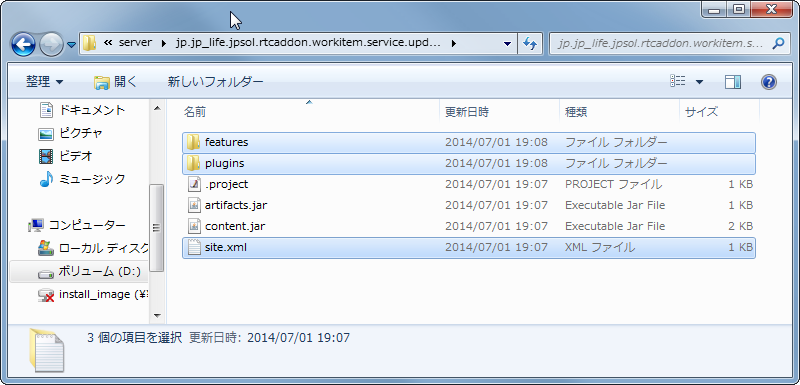 « server ▸ jp.jp_life.jpsol.rtcaddon.workitem.service.upd... ▸
jp.jp_life.jpsol.rtcaddon.workitem.s...
整理 ▼ 開く 新しいフォルダー
ドキュメント
ピクチャ
ビデオ
ミュージック
コンピューター
ローカル ディスク
ボリューム (D:)
install_image (¥
名前 更新日時 種類 サイズ
features 2014/07/01 19:08 ファイル フォルダー
plugins 2014/07/01 19:08 ファイル フォルダー
.project 2014/07/01 19:07 PROJECT ファイル 1 KB
artifacts.jar 2014/07/01 19:07 Executable Jar File 1 KB
content.jar 2014/07/01 19:07 Executable Jar File 2 KB
site.xml 2014/07/01 19:07 XML ファイル 1 KB
3 個の項目を選択 更新日時: 2014/07/01 19:07